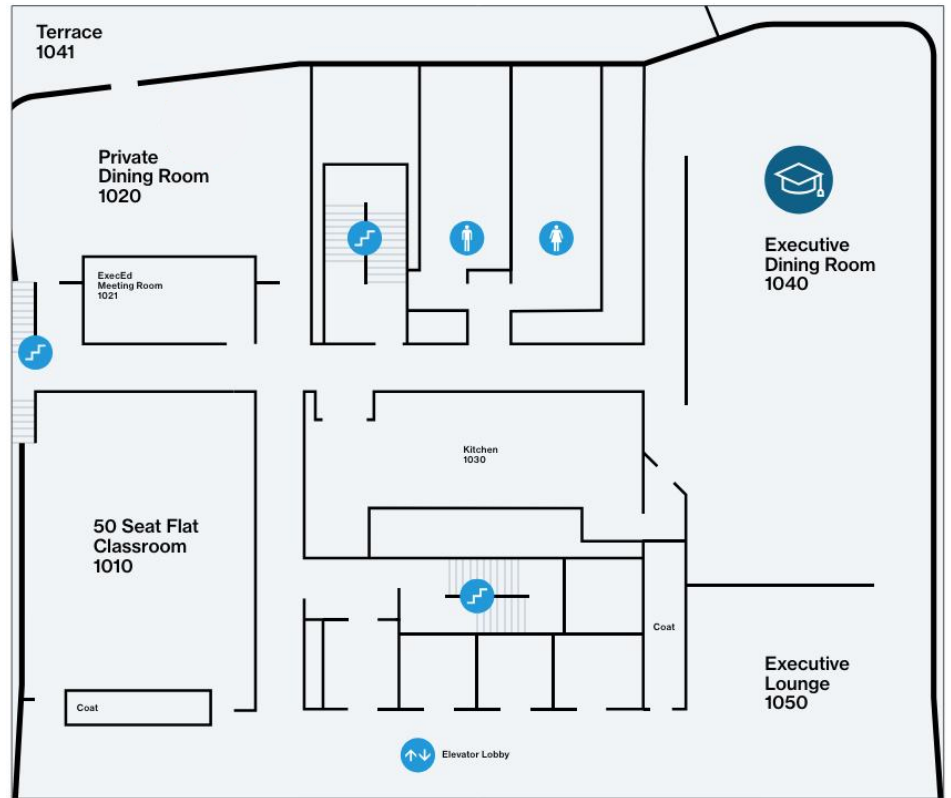 Terrace
1041
Private
Dining Room
1020
ExecEd
Meeting Room
1021
Executive
Dining Room
1040
Kitchen
1030
50 Seat Flat
Classroom
1010
Coat
Executive
Lounge
1050
Coat
Elevator Lobby